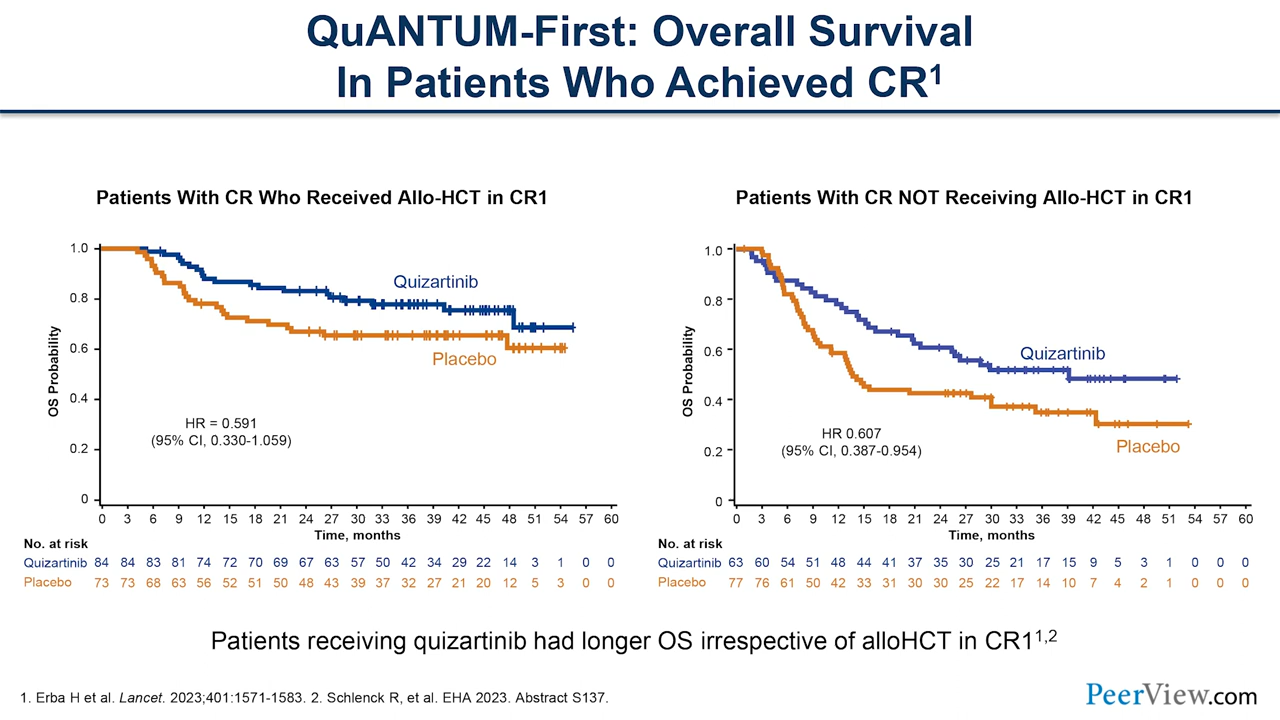 QuANTUM-First: Overall Survival
In Patients Who Achieved CR1
Patients With CR Who Received Allo-HCT in CR1
OS Probability
1.0
0.8
0.6
0.4
0.2
0
Quizartinib
Placebo
HR = 0.591
(95% CI, 0.330-1.059)
0 3 6 9 12 15 18 21 24 27 30 33 36 39 42 45 48 51 54 57 60
Time, months
No. at risk
Quizartinib 84 84 83 81 74 72 70 69 67 63 57 50 42 34 29 22 14 3 1 0 0
Placebo 73 73 68 63 56 52 51 50 48 43 39 37 32 27 21 20 12 5 3 0 0
Patients With CR NOT Receiving Allo-HCT in CR1
OS Probability
1.0
0.8
0.6
0.4
0.2
0
Quizartinib
Placebo
HR 0.607
(95% CI, 0.387-0.954)
0 3 6 9 12 15 18 21 24 27 30 33 36 39 42 45 48 51 54 57 60
Time, months
No. at risk
Quizartinib 63 60 54 51 48 44 41 37 35 30 25 21 17 15 9 5 3 1 0 0 0
Placebo 77 76 61 50 42 33 31 30 30 25 22 17 14 10 7 4 2 1 0 0 0
Patients receiving quizartinib had longer OS irrespective of alloHCT in CR11,2
1. Erba H et al. Lancet. 2023;401:1571-1583. 2. Schlenck R, et al. EHA 2023. Abstract S137.
PeerView.com